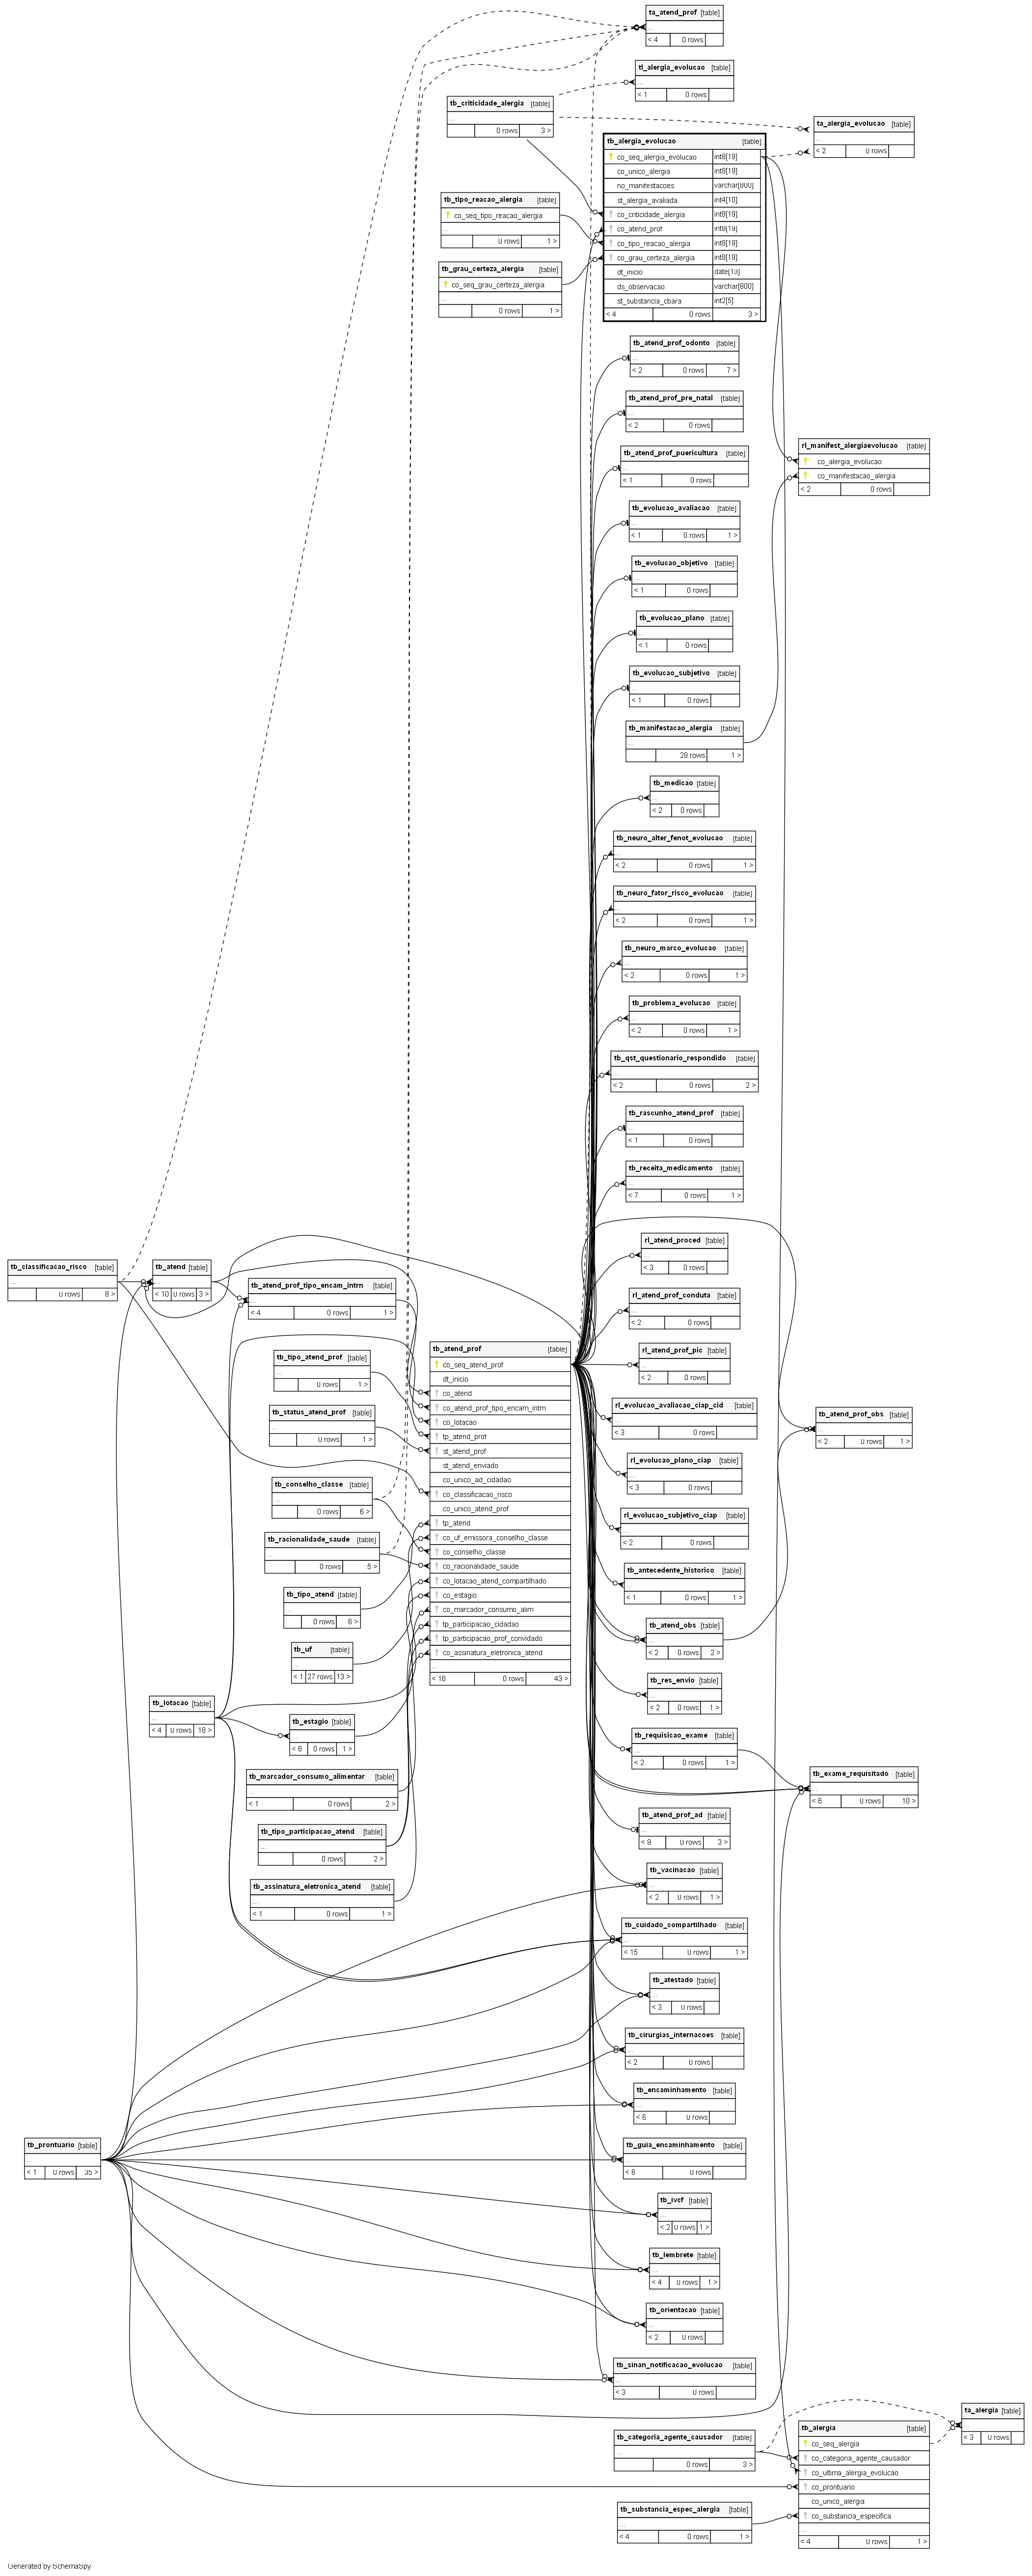 ta_atend_prof [table]
...
< 4 0 rows
tl_alergia_evolucao [table]
...
< 1 0 rows
tb_criticidade_alergia [table]
...
0 rows 3 >
ta_alergia_evolucao [table]
...
< 2 0 rows
tb_alergia_evolucao [table]
co_seq_alergia_evolucao int8[19]
co_unico_alergia int8[19]
no_manifestacoes varchar[800]
st_alergia_avaliada int4[10]
co_criticidade_alergia int8[19]
co_atend_prof int8[19]
co_tipo_reacao_alergia int8[19]
co_grau_certeza_alergia int8[19]
dt_inicio date[13]
ds_observacao varchar[800]
st_substancia_cbara int2[5]
< 4 0 rows 3 >
tb_tipo_reacao_alergia [table]
co_seq_tipo_reacao_alergia
...
0 rows 1 >
tb_grau_certeza_alergia [table]
co_seq_grau_certeza_alergia
...
0 rows 1 >
tb_atend_prof_odonto [table]
...
< 2 0 rows 7 >
tb_atend_prof_pre_natal [table]
...
< 2 0 rows
rl_manifest_alergiaevolucao [table]
co_alergia_evolucao
co_manifestacao_alergia
< 2 0 rows
tb_atend_prof_puericultura [table]
...
< 1 0 rows
tb_evolucao_avaliacao [table]
...
< 1 0 rows 1 >
tb_evolucao_objetivo [table]
...
< 1 0 rows
tb_evolucao_plano [table]
...
< 1 0 rows
tb_evolucao_subjetivo [table]
...
< 1 0 rows
tb_manifestacao_alergia [table]
...
28 rows 1 >
tb_medicao [table]
...
< 2 0 rows
tb_neuro_alter_fenot_evolucao [table]
...
< 2 0 rows 1 >
tb_neuro_fator_risco_evolucao [table]
...
< 2 0 rows 1 >
tb_neuro_marco_evolucao [table]
...
< 2 0 rows 1 >
tb_problema_evolucao [table]
...
< 2 0 rows 1 >
tb_qst_questionario_respondido [table]
...
< 2 0 rows 2 >
tb_rascunho_atend_prof [table]
...
< 1 0 rows
tb_receita_medicamento [table]
...
< 7 0 rows 1 >
rl_atend_proced [table]
...
< 3 0 rows
tb_classificacao_risco [table]
...
0 rows 8 >
tb_atend [table]
...
< 10 0 rows 3 >
tb_atend_prof_tipo_encam_intrn [table]
...
< 4 0 rows 1 >
rl_atend_prof_conduta [table]
...
< 2 0 rows
tb_atend_prof [table]
co_seq_atend_prof
dt_inicio
co_atend
co_atend_prof_tipo_encam_intrn
co_lotacao
tp_atend_prof
st_atend_prof
st_atend_enviado
co_unico_ad_cidadao
co_classificacao_risco
co_unico_atend_prof
tp_atend
co_uf_emissora_conselho_classe
co_conselho_classe
co_racionalidade_saude
co_lotacao_atend_compartilhado
co_estagio
co_marcador_consumo_alim
tp_participacao_cidadao
tp_participacao_prof_convidado
co_assinatura_eletronica_atend
...
< 16 0 rows 43 >
rl_atend_prof_pic [table]
...
< 2 0 rows
tb_tipo_atend_prof [table]
...
0 rows 1 >
rl_evolucao_avaliacao_ciap_cid [table]
...
< 3 0 rows
tb_status_atend_prof [table]
...
0 rows 1 >
tb_atend_prof_obs [table]
...
< 2 0 rows 1 >
rl_evolucao_plano_ciap [table]
...
< 3 0 rows
tb_conselho_classe [table]
...
0 rows 6 >
rl_evolucao_subjetivo_ciap [table]
...
< 2 0 rows
tb_racionalidade_saude [table]
...
0 rows 5 >
tb_antecedente_historico [table]
...
< 1 0 rows 1 >
tb_tipo_atend [table]
...
0 rows 6 >
tb_atend_obs [table]
...
< 2 0 rows 2 >
tb_uf [table]
...
< 1 27 rows 13 >
tb_res_envio [table]
...
< 2 0 rows 1 >
tb_lotacao [table]
...
< 4 0 rows 18 >
tb_estagio [table]
...
< 6 0 rows 1 >
tb_requisicao_exame [table]
...
< 2 0 rows 1 >
tb_marcador_consumo_alimentar [table]
...
< 1 0 rows 2 >
tb_exame_requisitado [table]
...
< 6 0 rows 10 >
tb_atend_prof_ad [table]
...
< 9 0 rows 3 >
tb_tipo_participacao_atend [table]
...
0 rows 2 >
tb_vacinacao [table]
...
< 2 0 rows 1 >
tb_assinatura_eletronica_atend [table]
...
< 1 0 rows 1 >
tb_cuidado_compartilhado [table]
...
< 15 0 rows 1 >
tb_atestado [table]
...
< 3 0 rows
tb_cirurgias_internacoes [table]
...
< 2 0 rows
tb_encaminhamento [table]
...
< 6 0 rows
tb_prontuario [table]
...
< 1 0 rows 35 >
tb_guia_encaminhamento [table]
...
< 6 0 rows
tb_ivcf [table]
...
< 2 0 rows 1 >
tb_lembrete [table]
...
< 4 0 rows 1 >
tb_orientacao [table]
...
< 2 0 rows
tb_sinan_notificacao_evolucao [table]
...
< 3 0 rows
ta_alergia [table]
...
< 3 0 rows
tb_categoria_agente_causador [table]
...
0 rows 3 >
tb_alergia [table]
co_seq_alergia
co_categoria_agente_causador
co_ultima_alergia_evolucao
co_prontuario
co_unico_alergia
co_substancia_especifica
...
< 4 0 rows 1 >
tb_substancia_espec_alergia [table]
...
< 4 0 rows 1 >
Generated by SchemaSpy